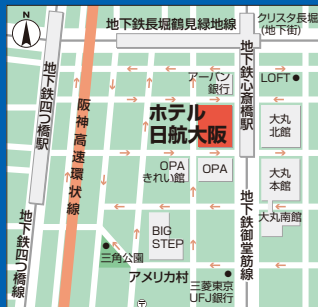 N
地下鉄長堀鶴見緑地線
クリスタ長堀
(地下街)
地下鉄四つ橋駅
阪神高速環状線
アーバン
銀行
地下鉄心斎橋駅
LOFT
ホテル
日航大阪
大丸
北館
OPA
きれい館
OPA
大丸
本館
地下鉄四つ橋線
BIG
STEP
地下鉄御堂筋線
大丸南館
三角公園
アメリカ村
三菱東京
UFJ銀行
〒